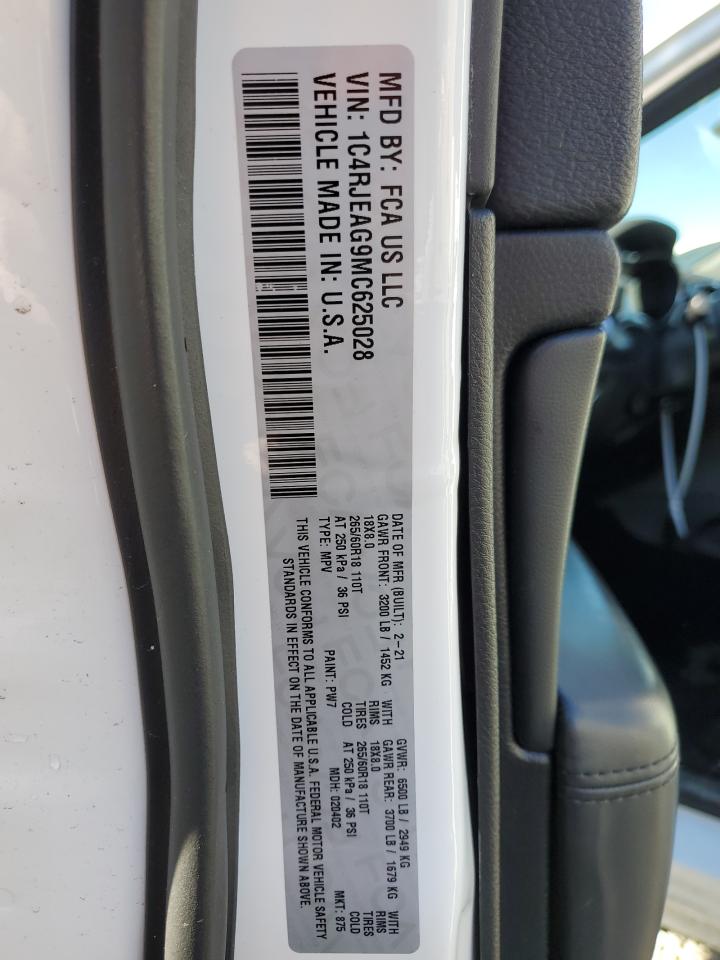 MFD BY: FCA US LLC
VIN: 1C4RJEAG9MC625028
VEHICLE MADE IN: U.S.A.
DATE OF MFR (BUILT): 2-21 GVWR: 6500 LB / 2949 KG
GAWR FRONT: 3200 LB / 1452 KG WITH GAWR REAR: 3700 LB / 1679 KG WITH
18X8.0 RIMS 18X8.0 RIMS
265/60R18 110T TIRES 265/60R18 110T TIRES
AT 250 kPa / 36 PSI COLD AT 250 kPa / 36 PSI COLD
TYPE: MPV PAINT: PW7 MDH: 020402 MKT: 875
THIS VEHICLE CONFORMS TO ALL APPLICABLE U.S.A. FEDERAL MOTOR VEHICLE SAFETY
STANDARDS IN EFFECT ON THE DATE OF MANUFACTURE SHOWN ABOVE.